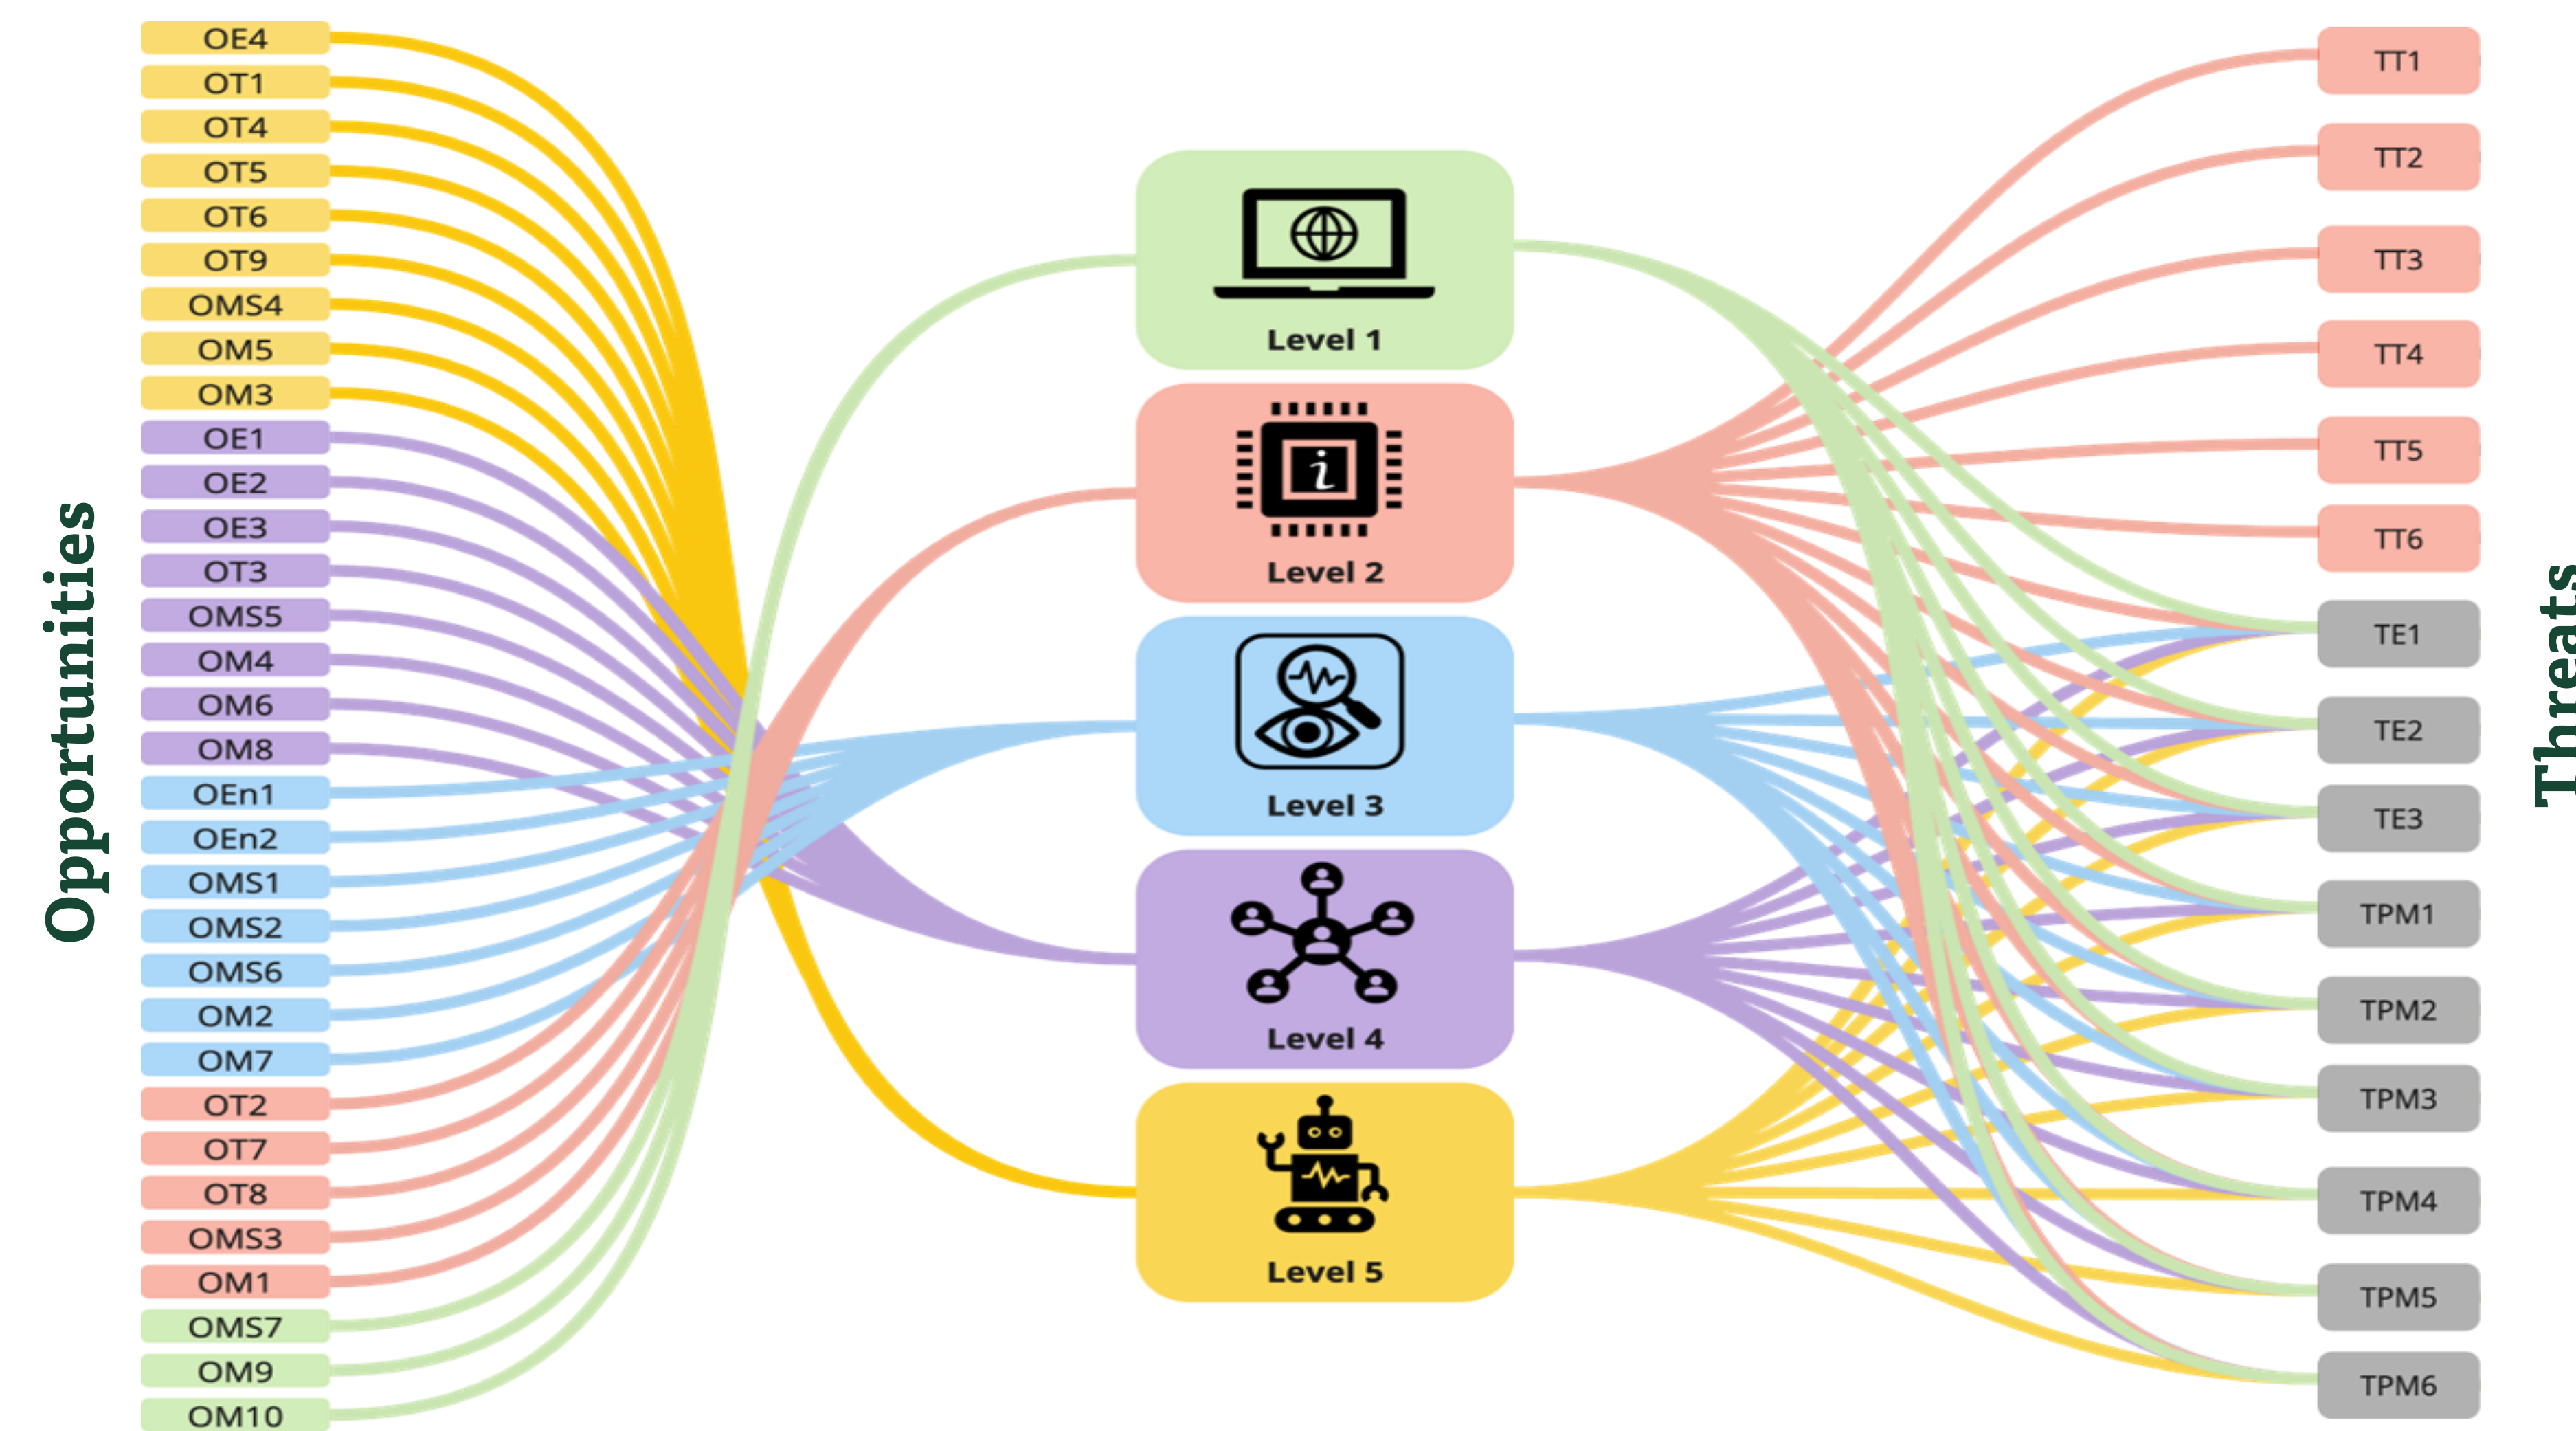 Opportunities
OE4
OT1
OT4
OT5
OT6
OT9
OMS4
OM5
OM3
OE1
OE2
OE3
OT3
OMS5
OM4
OM6
OM8
OEn1
OEn2
OMS1
OMS2
OMS6
OM2
OM7
OT2
OT7
OT8
OMS3
OM1
OMS7
OM9
OM10
Level 1
i
Level 2
Level 3
Level 4
Level 5
TT1
TT2
TT3
TT4
TT5
TT6
TE1
TE2
TE3
TPM1
TPM2
TPM3
TPM4
TPM5
TPM6
Threats